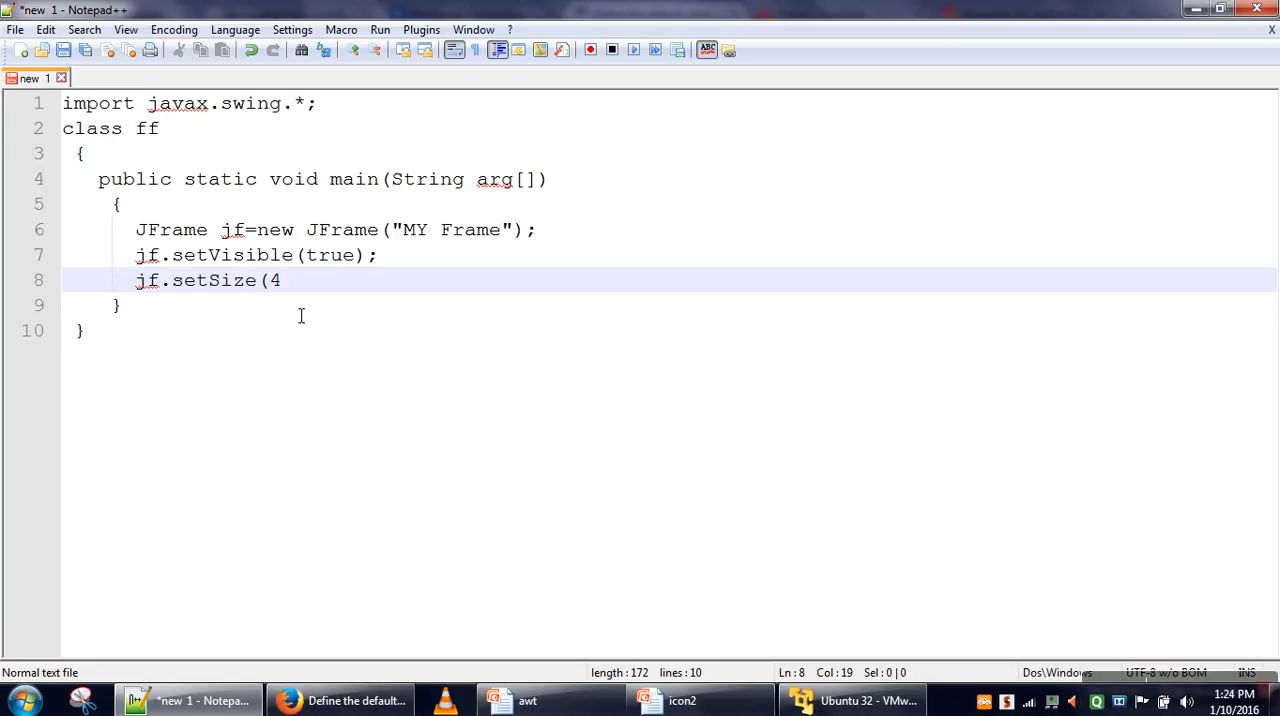 *new  1 - Notepad++
File Edit Search View Encoding Language Settings Macro Run Plugins Window ? X
new  1
1 import javax.swing.*;
2 class ff
3 {
4 public static void main(String arg[])
5 {
6 JFrame jf=new JFrame("MY Frame");
7 jf.setVisible(true);
8 jf.setSize(4
9 }
10 }
Normal text file length : 172 lines : 10 Ln : 8 Col : 19 Sel : 0 | 0 Dos\Windows UTF-8 w/o BOM INS
*new 1 - Notepa... Define the default... awt icon2 Ubuntu 32 - VMw... 1:24 PM
1/10/2016